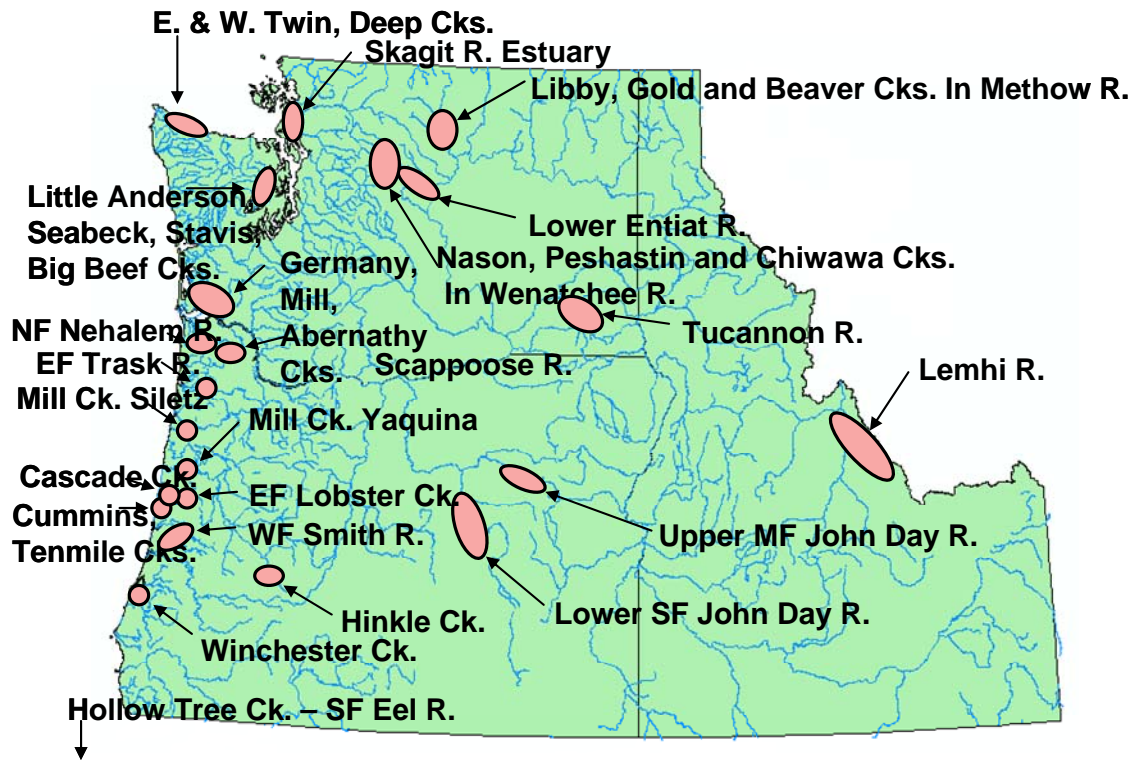 E. & W. Twin, Deep Cks.
Skagit R. Estuary
Libby, Gold and Beaver Cks. In Methow R.
Little Anderson,
Seabeck, Stavis,
Big Beef Cks.
Lower Entiat R.
Nason, Peshastin and Chiwawa Cks.
In Wenatchee R.
Germany,
Mill,
Abernathy
Cks.
Tucannon R.
NF Nehalem R.
Scappoose R.
EF Trask R.
Lemhi R.
Mill Ck. Siletz
Mill Ck. Yaquina
Cascade Ck.
EF Lobster Ck.
Cummins,
Tenmile Cks.
WF Smith R.
Upper MF John Day R.
Lower SF John Day R.
Hinkle Ck.
Winchester Ck.
Hollow Tree Ck. – SF Eel R.